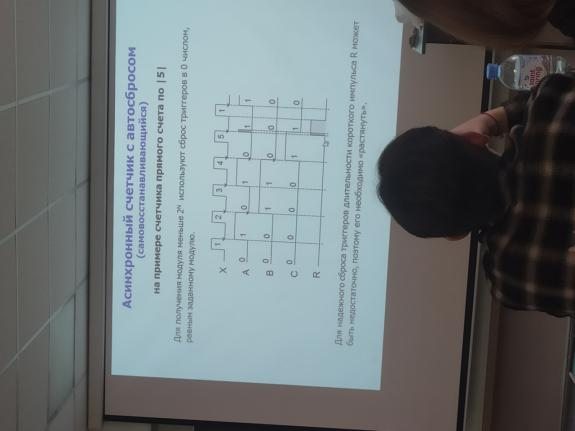 Асинхронный счетчик с автосбросом
(самовосстанавливающийся)
на примере счетчика прямого счета по |5|
Для получения модуля меньше 2ᴺ используют сброс триггеров в 0 числом,
равным заданному модулю.
X 1 2 3 4 5 1
A 0 1 0 1 0 1 1
B 0 0 1 1 0 0 0
C 0 0 0 0 1 1 0
R
Для надежного сброса триггеров длительности короткого импульса R может
быть недостаточно, поэтому его необходимо «растянуть».